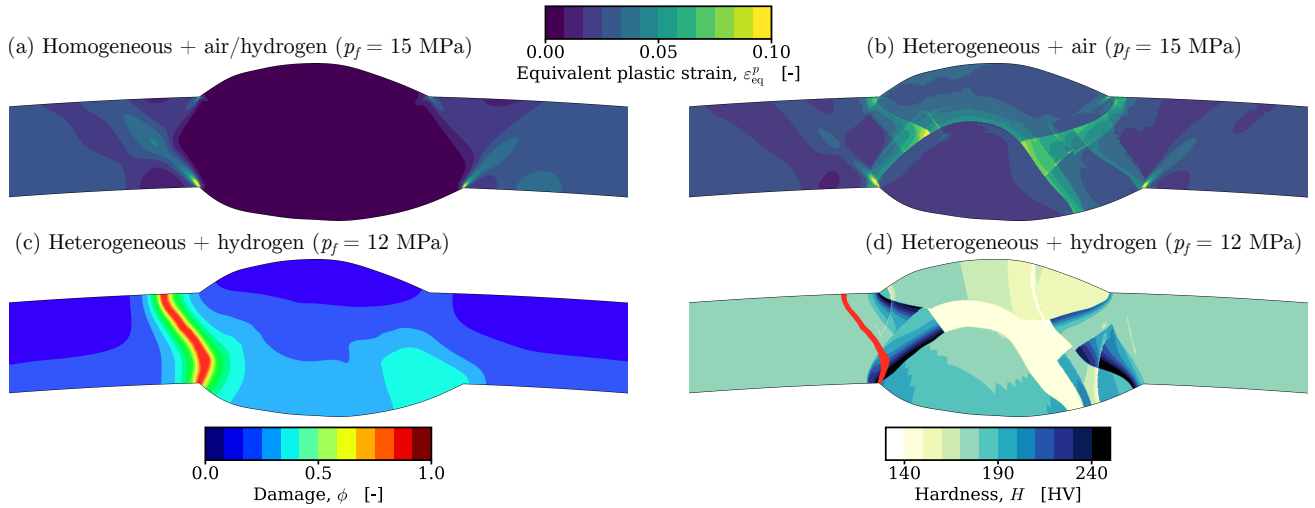 (a) Homogeneous + air/hydrogen (p_f = 15 MPa)
0.00 0.05 0.10
Equivalent plastic strain, ε^p_eq [-]
(b) Heterogeneous + air (p_f = 15 MPa)
(c) Heterogeneous + hydrogen (p_f = 12 MPa)
(d) Heterogeneous + hydrogen (p_f = 12 MPa)
0.0 0.5 1.0
Damage, ϕ [-]
140 190 240
Hardness, H [HV]